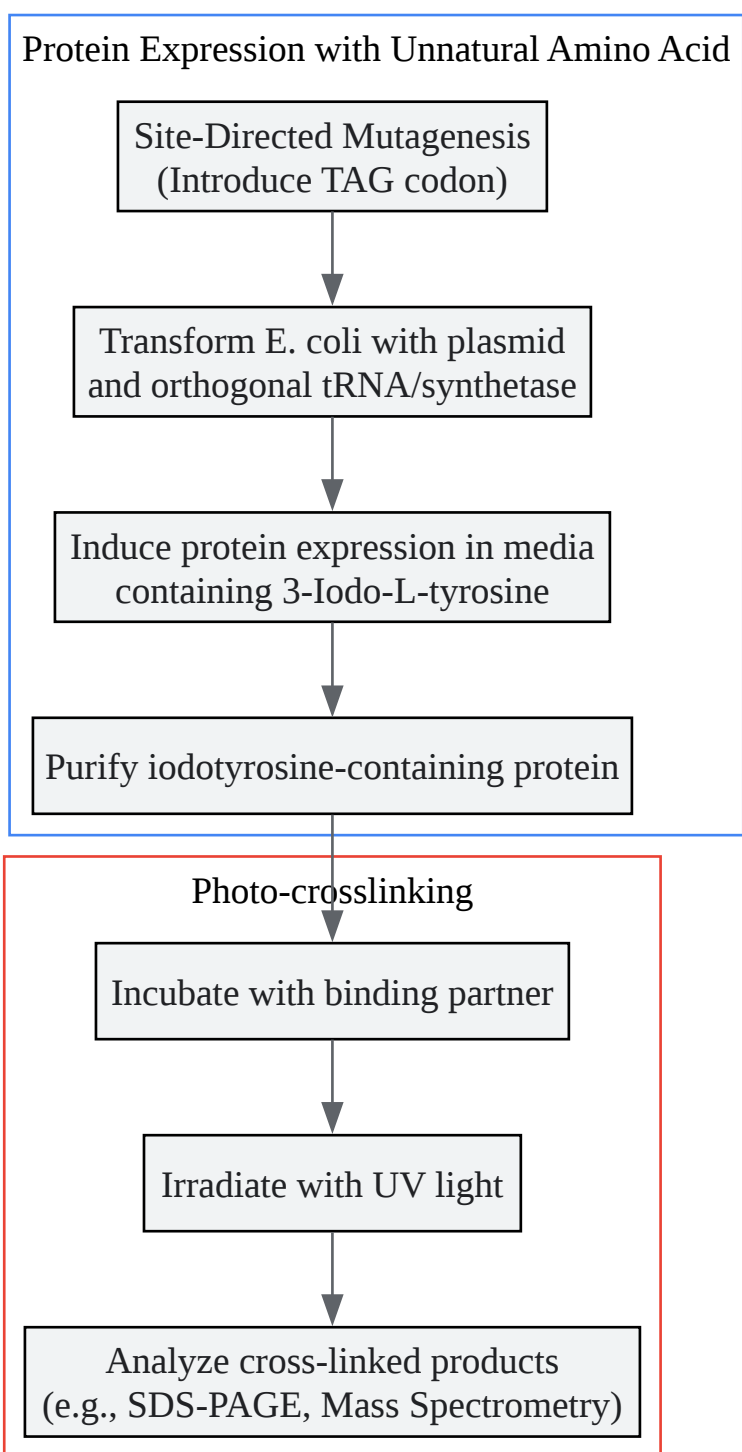 Protein Expression with Unnatural Amino Acid
Site-Directed Mutagenesis
(Introduce TAG codon)
Transform E. coli with plasmid
and orthogonal tRNA/synthetase
Induce protein expression in media
containing 3-Iodo-L-tyrosine
Purify iodotyrosine-containing protein
Photo-crosslinking
Incubate with binding partner
Irradiate with UV light
Analyze cross-linked products
(e.g., SDS-PAGE, Mass Spectrometry)